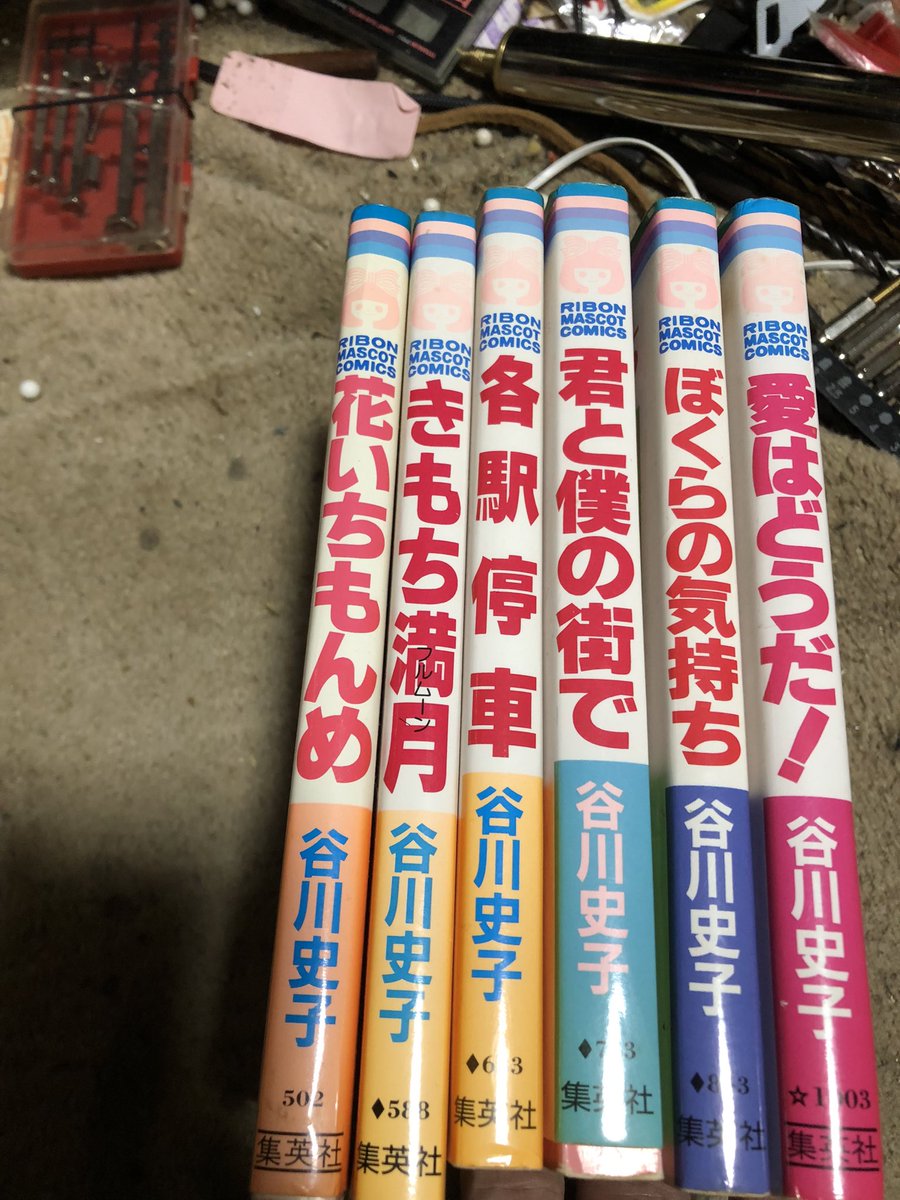 RIBON
MASCOT
COMICS
花いちもんめ
谷川史子
502
集英社
RIBON
MASCOT
COMICS
きもち満月
フルムーン
谷川史子
♦588
集英社
RIBON
MASCOT
COMICS
各駅停車
谷川史子
集英社
RIBON
MASCOT
COMICS
君と僕の街で
谷川史子
集英社
RIBON
MASCOT
COMICS
ぼくらの気持ち
谷川史子
集英社
RIBON
MASCOT
COMICS
愛はどうだ!
谷川史子
集英社